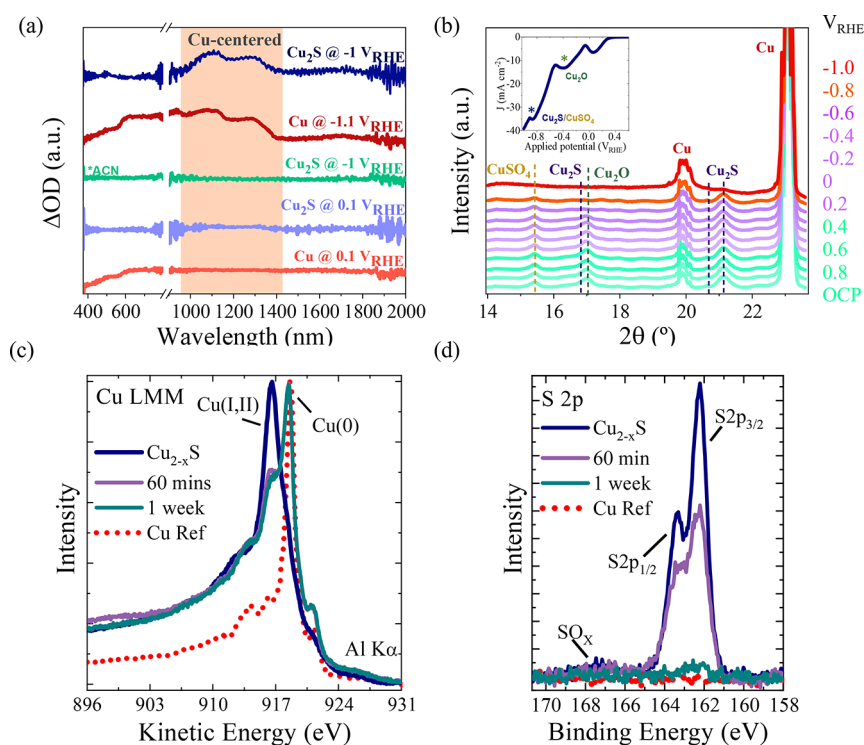 (a)
ΔOD (a.u.)
Cu-centered
Cu2S @ -1 VRHE
Cu @ -1.1 VRHE
*ACN
Cu2S @ -1 VRHE
Cu2S @ 0.1 VRHE
Cu @ 0.1 VRHE
400 600 800 1000 1200 1400 1600 1800 2000
Wavelength (nm)
(b)
Intensity (a.u.)
J (mA cm-2)
0
-10
-20
-30
-40
* Cu2O
* Cu2S/CuSO4
-0.8 -0.4 0.0 0.4
Applied potential (VRHE)
Cu
CuSO4
Cu2S
Cu2O
Cu
Cu2S
14 16 18 20 22
2θ (º)
VRHE
-1.0
-0.8
-0.6
-0.4
-0.2
0
0.2
0.4
0.6
0.8
OCP
(c)
Cu LMM
Cu(I,II)
Cu(0)
Cu2-xS
60 mins
1 week
Cu Ref
Al Kα
Intensity
896 903 910 917 924 931
Kinetic Energy (eV)
(d)
S 2p
Cu2-xS
60 min
1 week
Cu Ref
S2p3/2
S2p1/2
SOX
Intensity
170 168 166 164 162 160 158
Binding Energy (eV)